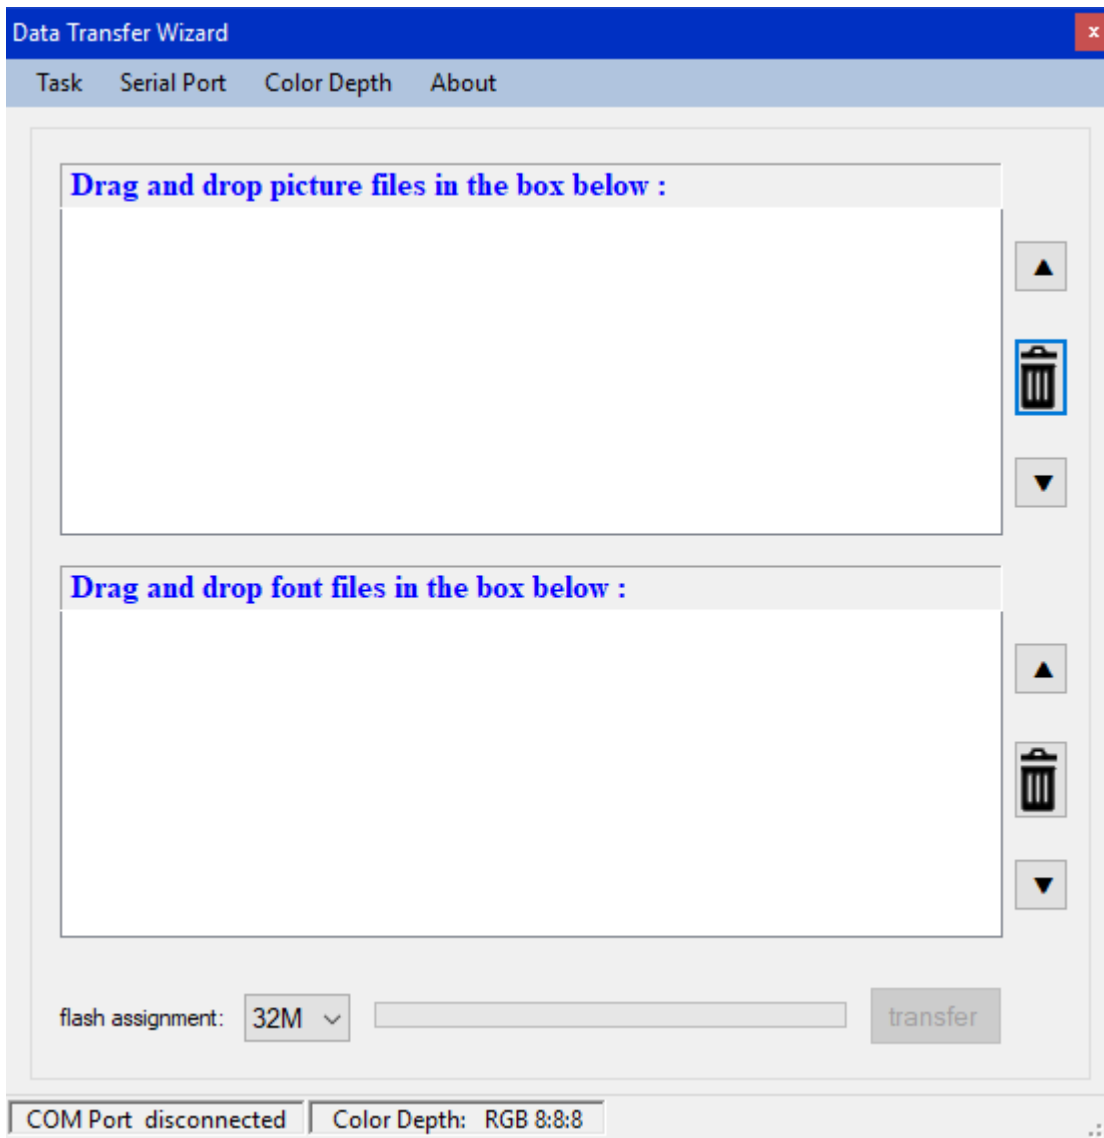 Data Transfer Wizard x
Task Serial Port Color Depth About
Drag and drop picture files in the box below :
Drag and drop font files in the box below :
flash assignment: 32M transfer
COM Port disconnected Color Depth: RGB 8:8:8